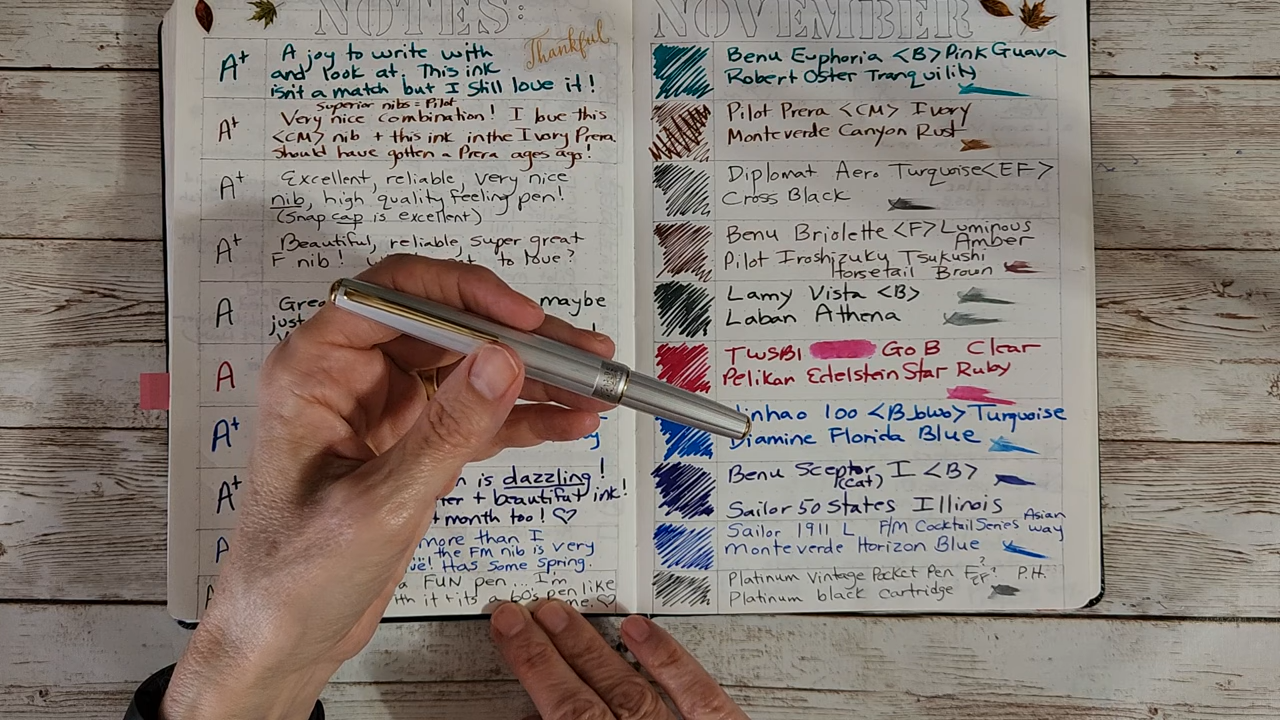 NOTES:
Thankful
A+
A joy to write with
and look at. This ink
isn't a match but I still love it!
A+
superior nibs = Pilot
Very nice combination! I love this
<CM> nib + this ink in the Ivory Prera
should have gotten a Prera ages ago!
A+
Excellent, reliable, very nice
nib, high quality feeling pen!
(Snap cap is excellent)
A+
Beautiful, reliable, super great
F nib! to love?
A
maybe
A
A+
A+
is dazzling!
+ beautiful ink!
month too! ♡
A
more than I
the FM nib is very
Has some spring.
a FUN pen... I'm
it + it's a 60's pen like
NOVEMBER
Benu Euphoria <B> Pink Guava
Robert Oster Tranquility
Pilot Prera <CM> Ivory
Monteverde Canyon Rust
Diplomat Aero Turquoise <EF>
Cross Black
Benu Briolette <F> Luminous
Amber
Pilot Iroshizuku Tsukushi
Horsetail Brown
Lamy Vista <B>
Laban Athena
TWSBI Go B Clear
Pelikan Edelstein Star Ruby
Jinhao 100 <B bwo> Turquoise
Diamine Florida Blue
Benu Scepter I <B>
(cat)
Sailor 50 States Illinois
Sailor 1911 L F/M Cocktail Series Asian way
Monteverde Horizon Blue
Platinum Vintage Pocket Pen F? EF? P.H.
Platinum black Cartridge